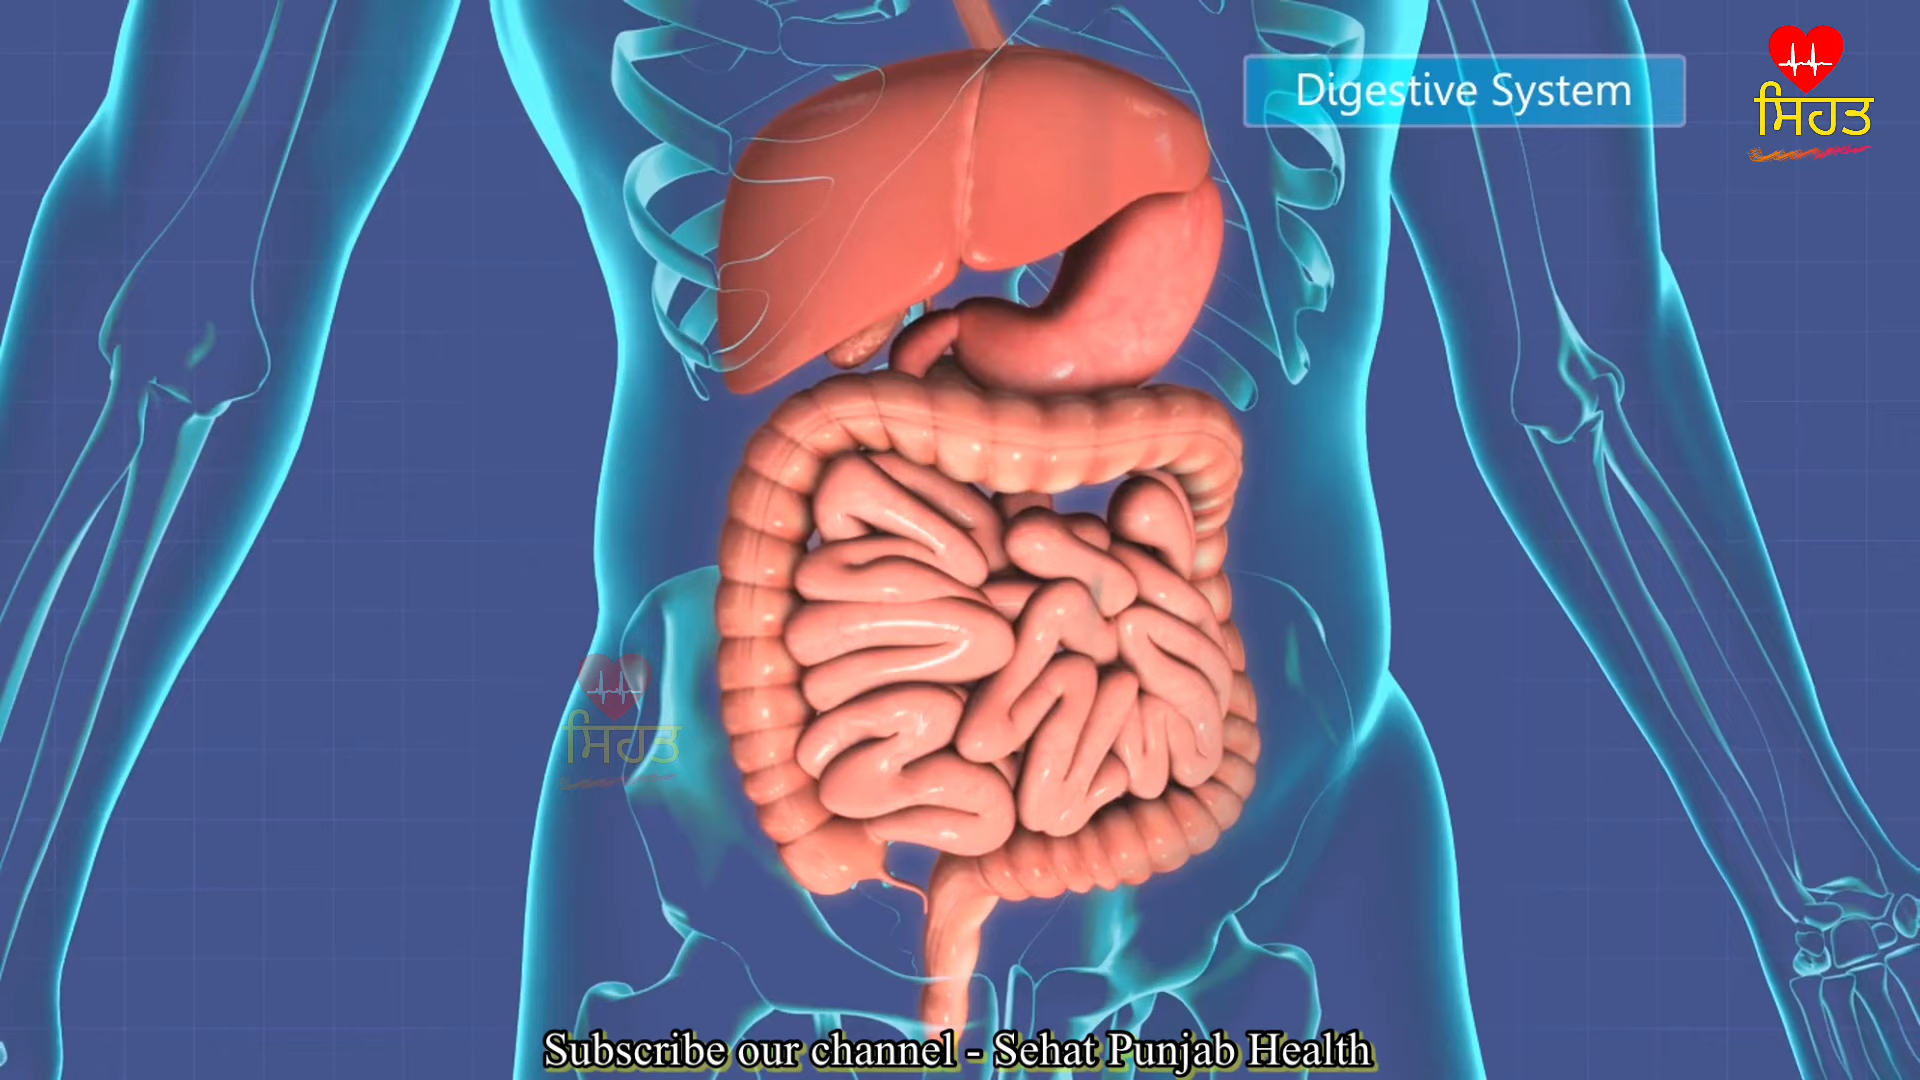 Digestive System
ਸਿਹਤ
ਸਿਹਤ
Subscribe our channel - Sehat Punjab Health